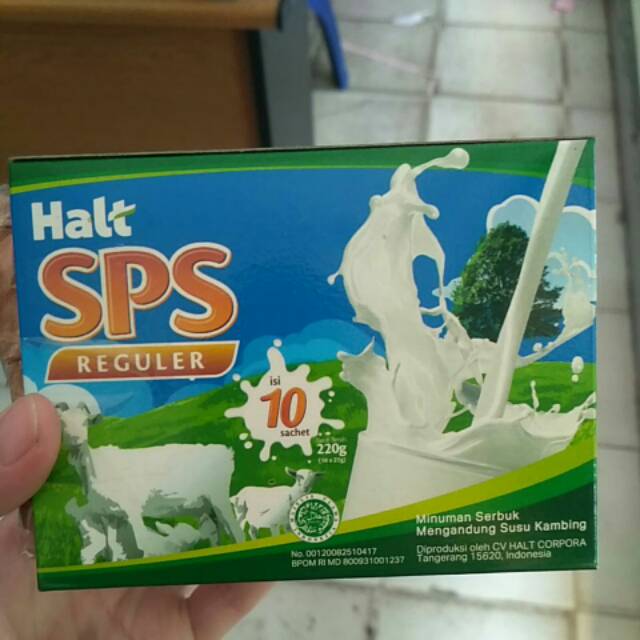 Halt
SPS
REGULER
isi
10
sachet
220g
Minuman Serbuk
Mengandung Susu Kambing
Diproduksi oleh CV HALT CORPORA
Tangerang 15620, Indonesia
No. 00120082510417
BPOM RI MD 800931001237